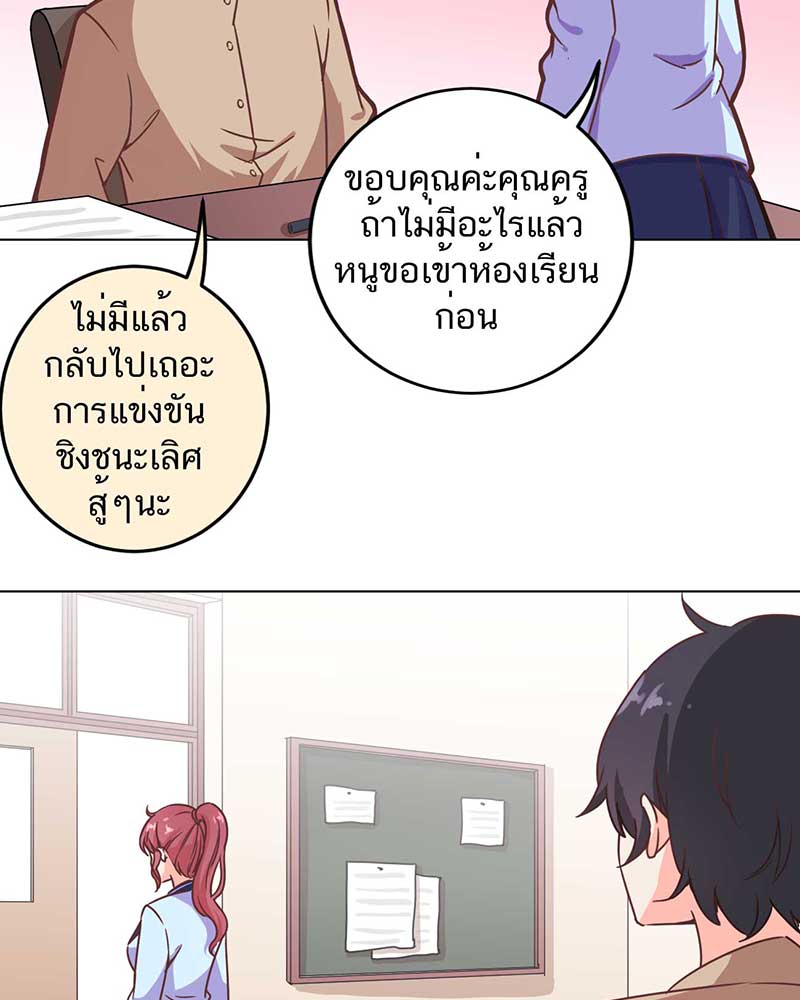 ขอบคุณค่ะคุณครู
ถ้าไม่มีอะไรแล้ว
หนูขอเข้าห้องเรียน
ก่อน
ไม่มีแล้ว
กลับไปเถอะ
การแข่งขัน
ชิงชนะเลิศ
สู้ๆนะ